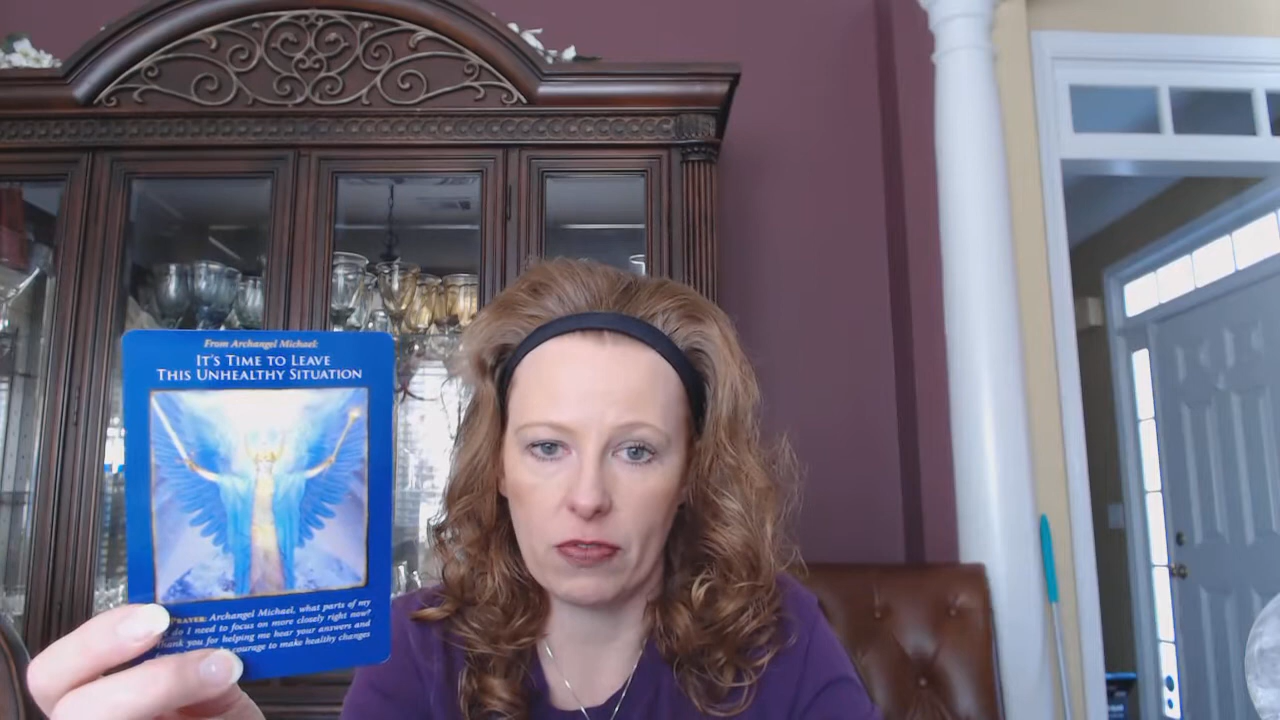 From Archangel Michael:
IT'S TIME TO LEAVE
THIS UNHEALTHY SITUATION
PRAYER: Archangel Michael, what parts of my
do I need to focus on more closely right now?
Thank you for helping me hear your answers and
courage to make healthy changes